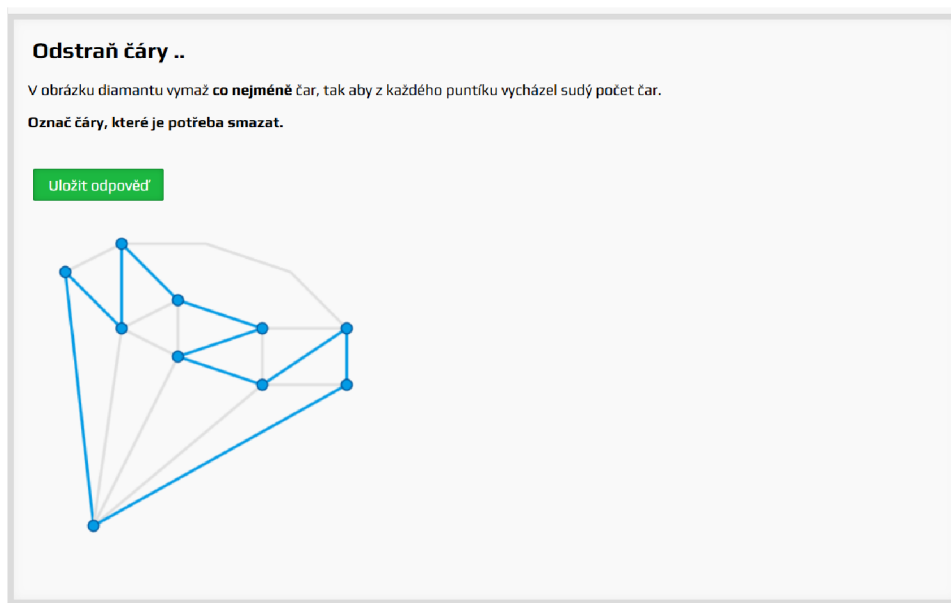 Odstraň čáry ..
V obrázku diamantu vymaž co nejméně čar, tak aby z každého puntíku vycházel sudý počet čar.
Označ čáry, které je potřeba smazat.
Uložit odpověď